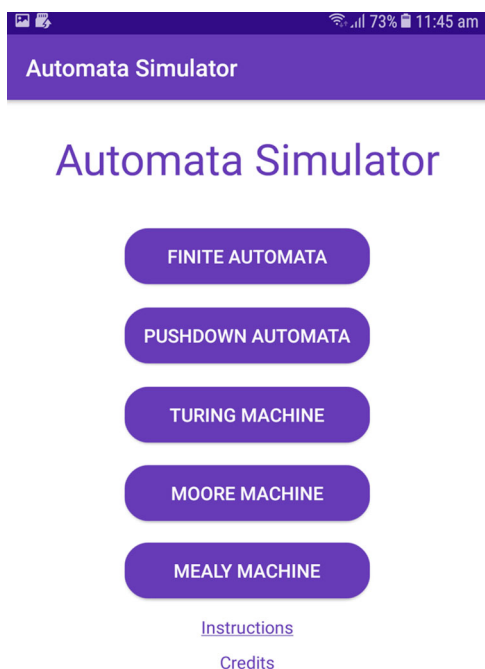 73% 11:45 am
Automata Simulator
Automata Simulator
FINITE AUTOMATA
PUSHDOWN AUTOMATA
TURING MACHINE
MOORE MACHINE
MEALY MACHINE
Instructions
Credits